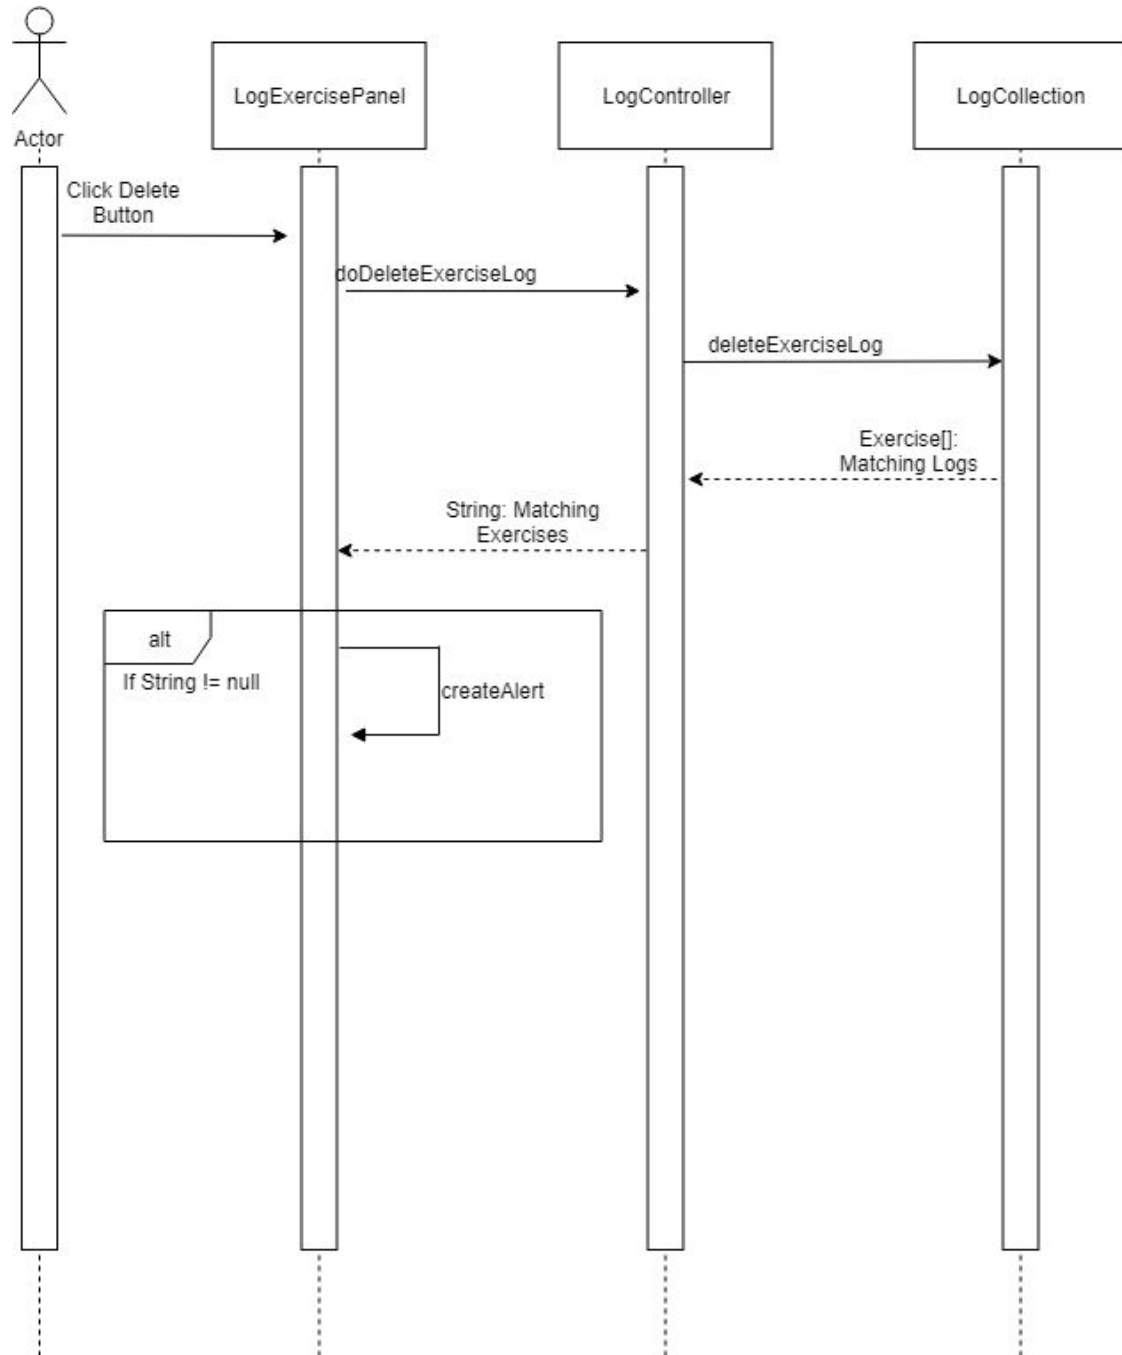 Actor
LogExercisePanel
LogController
LogCollection
Click Delete
Button
doDeleteExerciseLog
deleteExerciseLog
Exercise[]:
Matching Logs
String: Matching
Exercises
alt
If String != null
createAlert